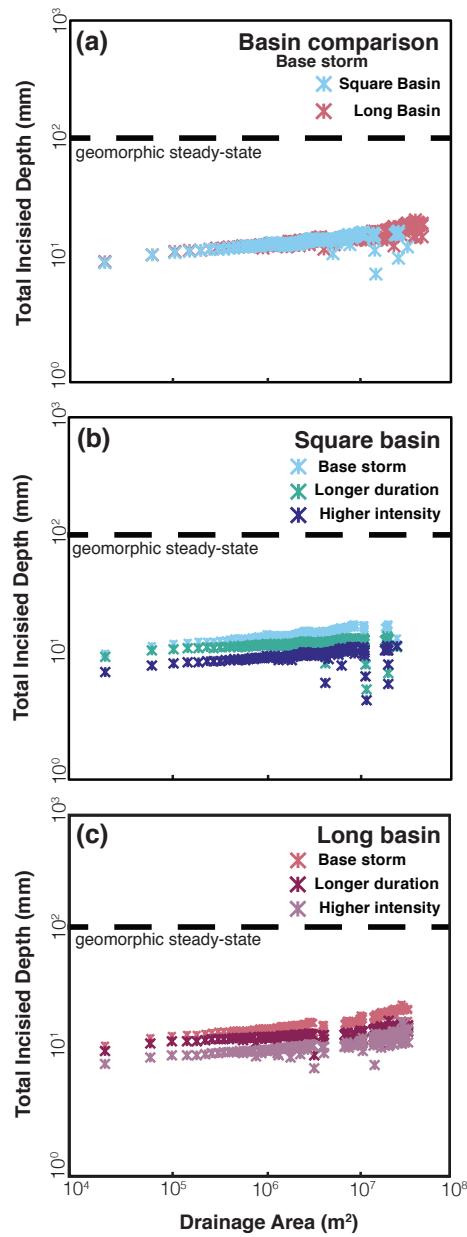 (a)
Basin comparison
Base storm
Square Basin
Long Basin
geomorphic steady-state
Total Incisied Depth (mm)
10³
10²
10¹
10⁰
(b)
Square basin
Base storm
Longer duration
Higher intensity
geomorphic steady-state
Total Incisied Depth (mm)
10³
10²
10¹
10⁰
(c)
Long basin
Base storm
Longer duration
Higher intensity
geomorphic steady-state
Total Incisied Depth (mm)
10³
10²
10¹
10⁰
10⁴ 10⁵ 10⁶ 10⁷ 10⁸
Drainage Area (m²)